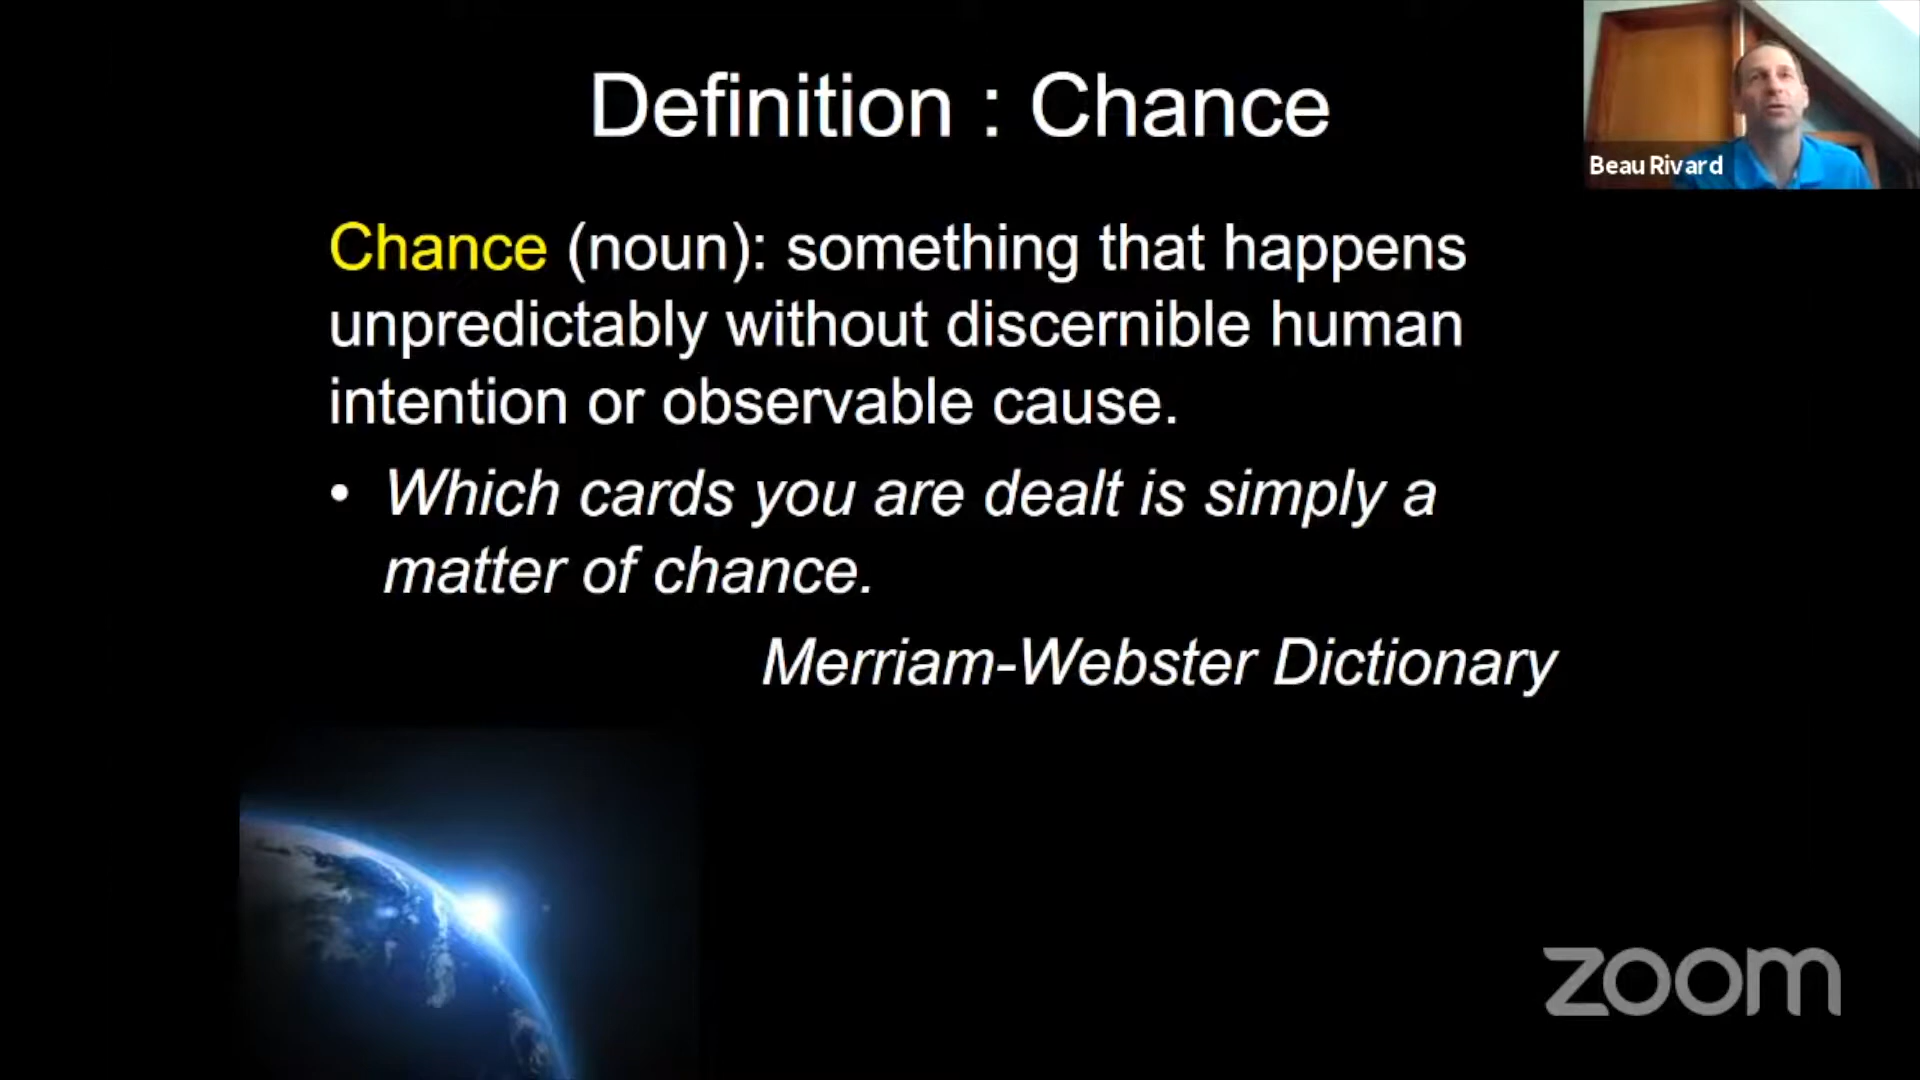 Definition : Chance
Beau Rivard
Chance (noun): something that happens
unpredictably without discernible human
intention or observable cause.
• Which cards you are dealt is simply a
matter of chance.
Merriam-Webster Dictionary
zoom